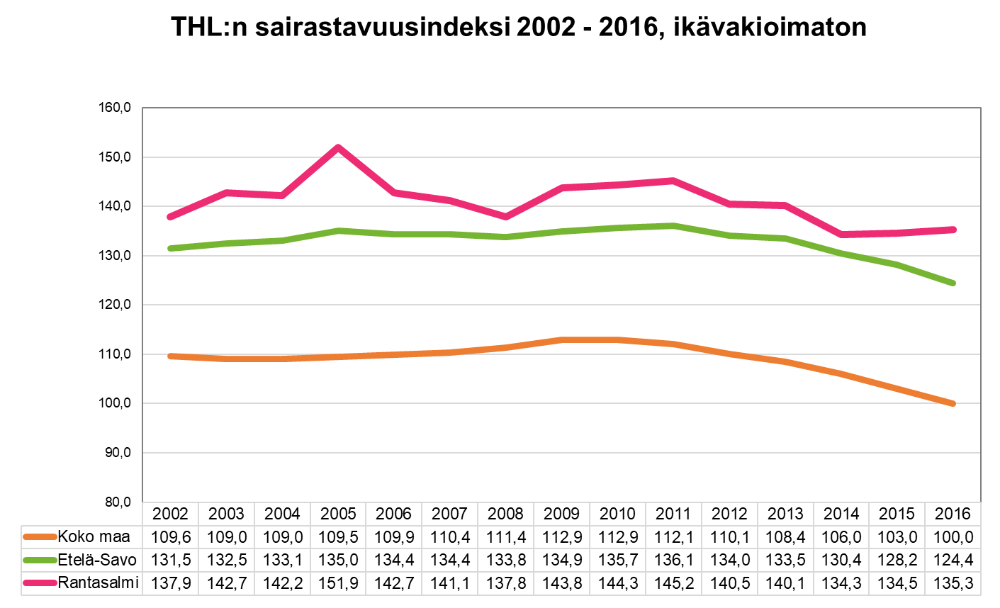 THL:n sairastavuusindeksi 2002 - 2016, ikävakioimaton
160,0
150,0
140,0
130,0
120,0
110,0
100,0
90,0
80,0
2002 2003 2004 2005 2006 2007 2008 2009 2010 2011 2012 2013 2014 2015 2016
Koko maa 109,6 109,0 109,0 109,5 109,9 110,4 111,4 112,9 112,9 112,1 110,1 108,4 106,0 103,0 100,0
Etelä-Savo 131,5 132,5 133,1 135,0 134,4 134,4 133,8 134,9 135,7 136,1 134,0 133,5 130,4 128,2 124,4
Rantasalmi 137,9 142,7 142,2 151,9 142,7 141,1 137,8 143,8 144,3 145,2 140,5 140,1 134,3 134,5 135,3